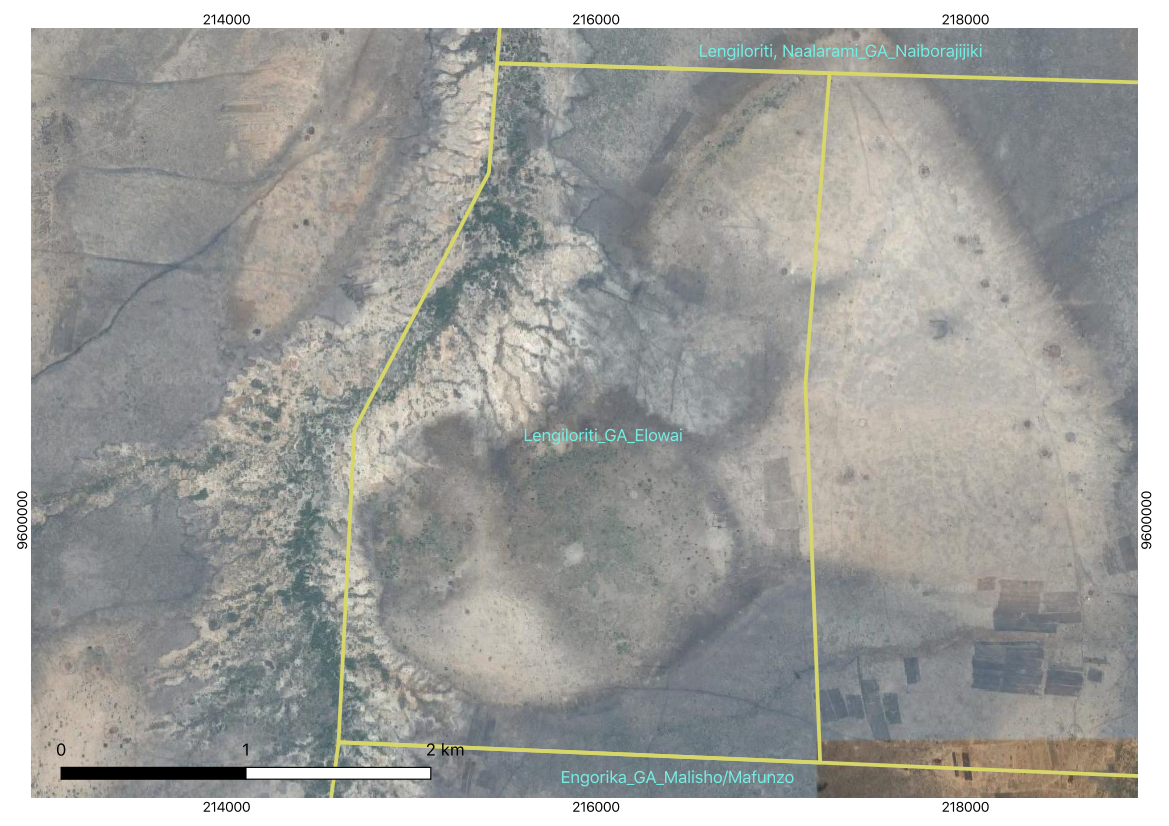 214000 216000 218000
Lengiloriti, Naalarami_GA_Naiborajijiki
Lengiloriti_GA_Elowai
9600000 9600000
0 1 2 km
Engorika_GA_Malisho/Mafunzo
214000 216000 218000